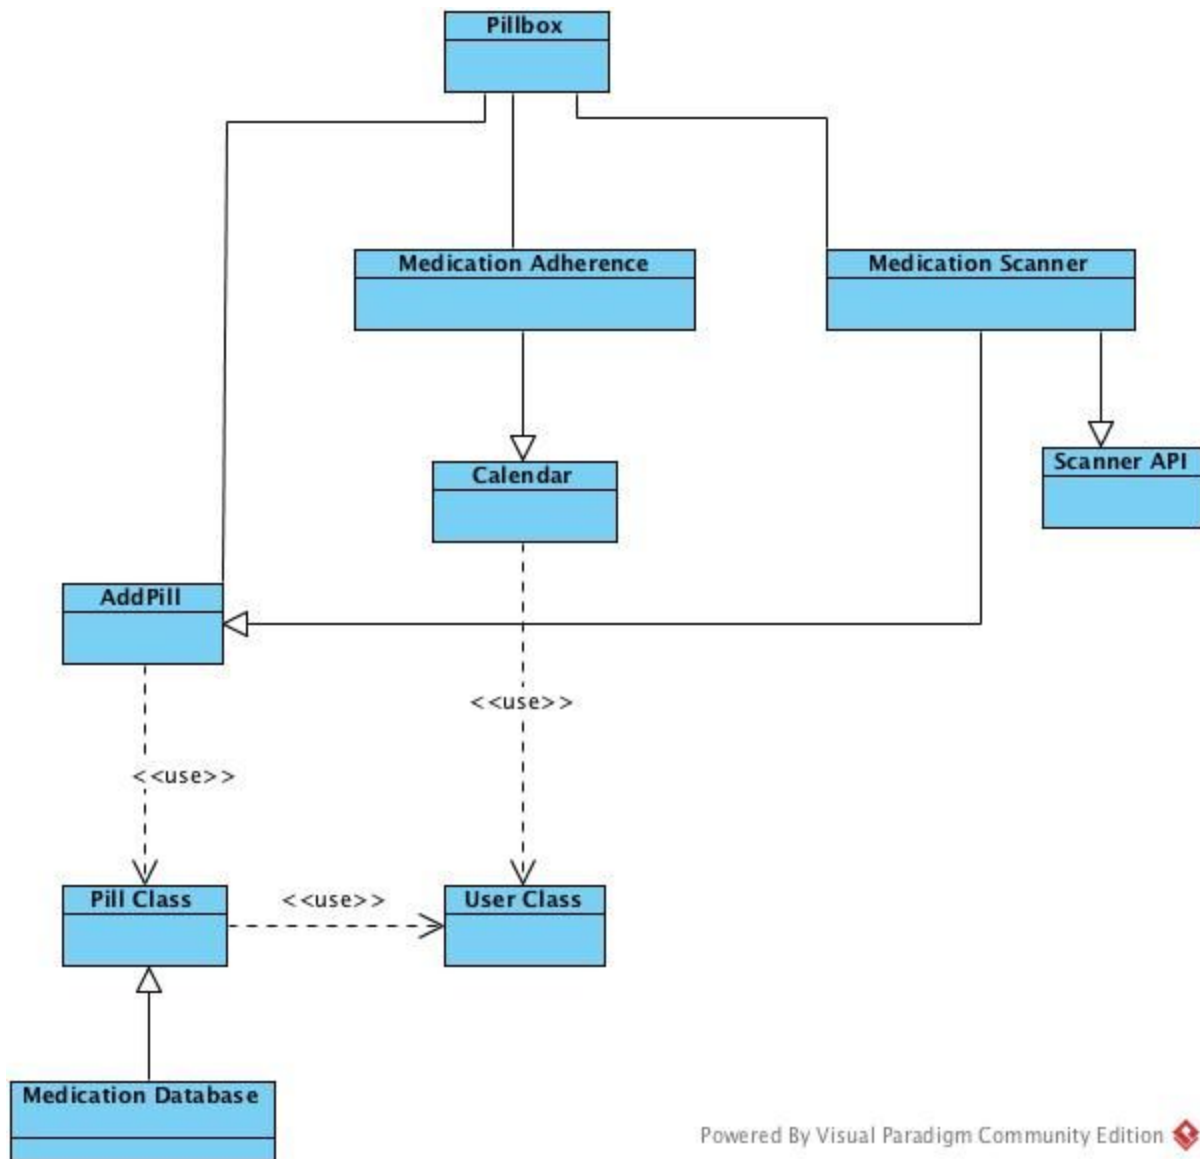 Pillbox
Medication Adherence
Medication Scanner
Calendar
Scanner API
AddPill
<<use>>
<<use>>
Pill Class
<<use>>
User Class
Medication Database
Powered By Visual Paradigm Community Edition